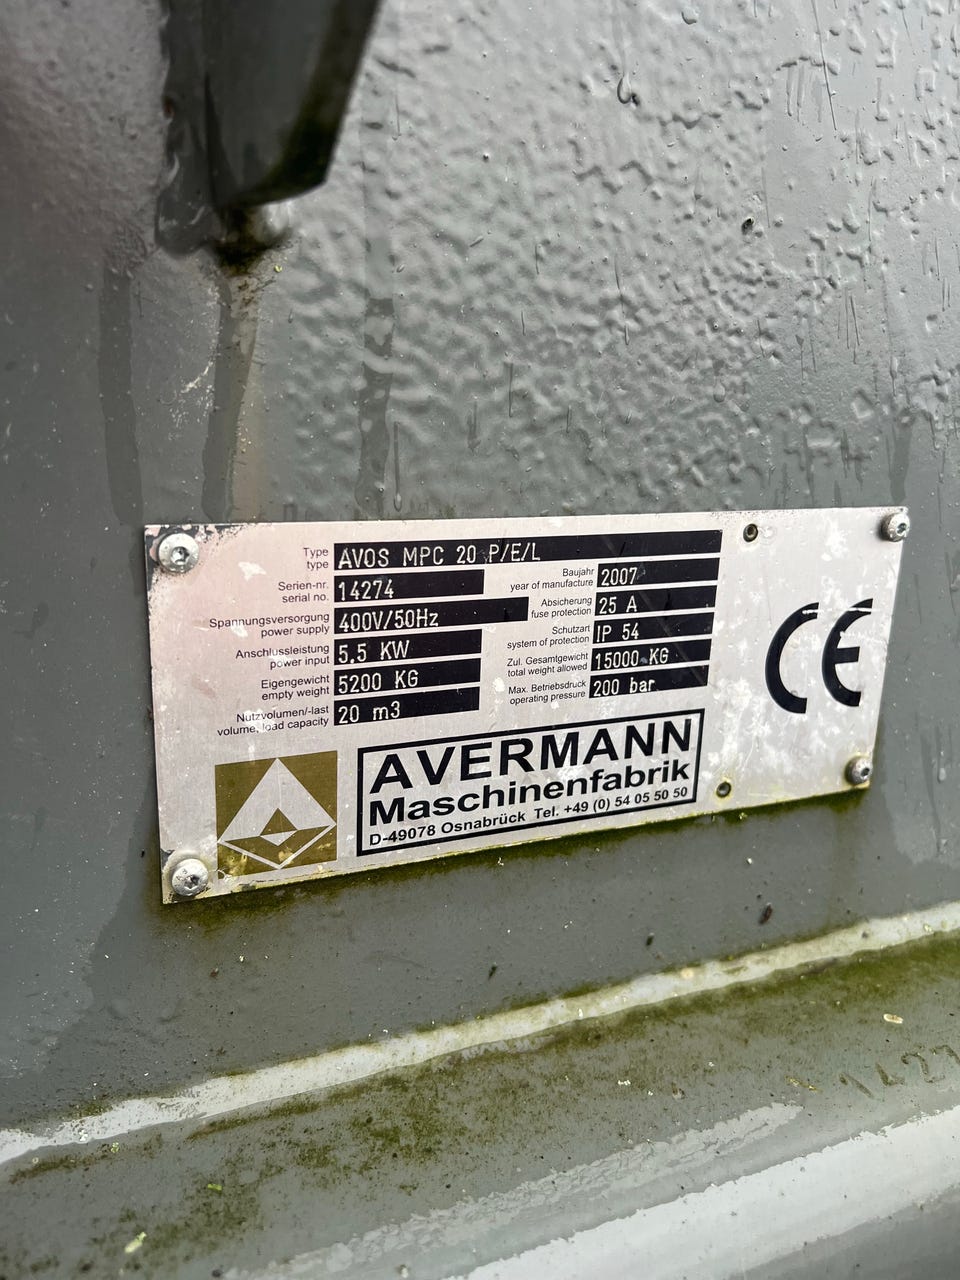 Type
type AVOS MPC 20 P/E/L
Serien-nr.
serial no. 14274
Baujahr
year of manufacture 2007
Spannungsversorgung
power supply 400V/50Hz
Absicherung
fuse protection 25 A
Anschlussleistung
power input 5.5 KW
Schutzart
system of protection IP 54
Eigengewicht
empty weight 5200 KG
Zul. Gesamtgewicht
total weight allowed 15000 KG
Nutzvolumen/-last
volume, load capacity 20 m3
Max. Betriebsdruck
operating pressure 200 bar
CE
AVERMANN
Maschinenfabrik
D-49078 Osnabrück Tel. +49 (0) 54 05 50 50
1427